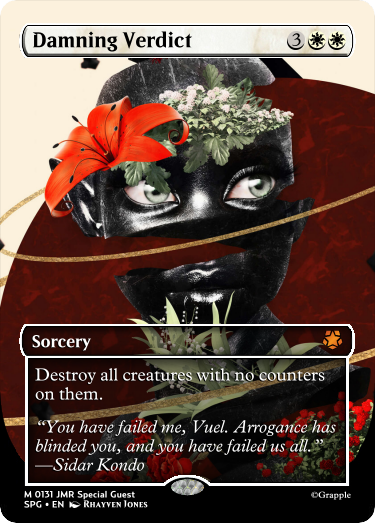 Damning Verdict 3
Sorcery
Destroy all creatures with no counters
on them.
“You have failed me, Vuel. Arrogance has
blinded you, and you have failed us all.”
—Sidar Kondo
M 0131 JMR Special Guest
SPG • EN Rhayven Jones
©Grapple